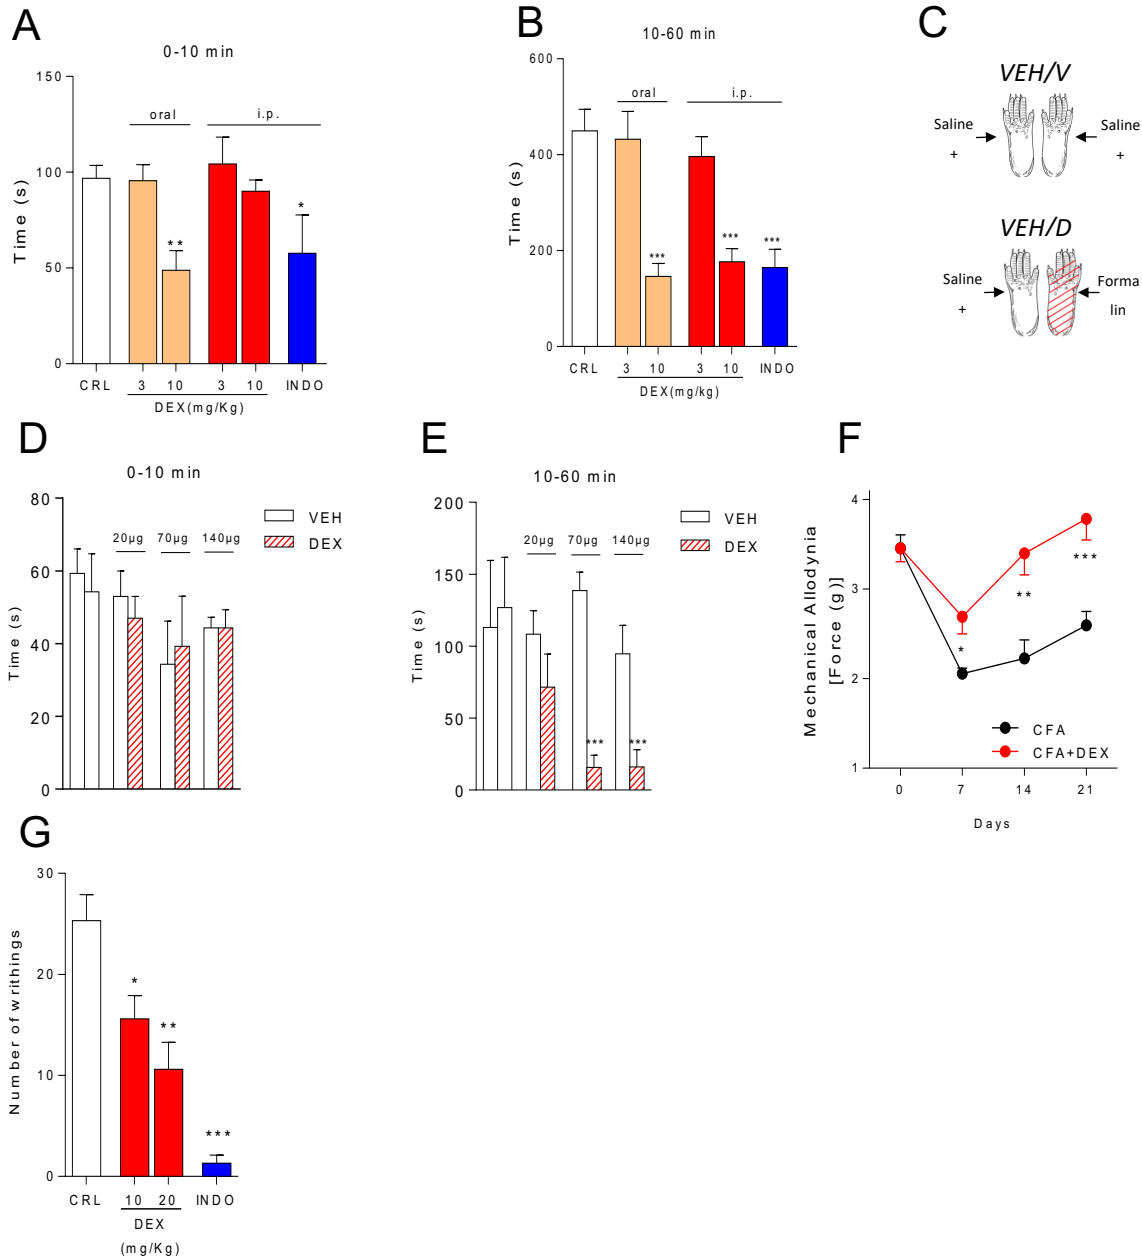 A
0-10 min
150
100
50
0
Time (s)
oral
i.p.
**
*
CRL
3
10
3
10
INDO
DEX(mg/Kg)
B
10-60 min
600
400
200
0
Time (s)
oral
i.p.
***
***
***
CRL
3
10
3
10
INDO
DEX(mg/kg)
C
VEH/V
Saline
+
Saline
+
VEH/D
Saline
+
Forma
lin
D
0-10 min
80
60
40
20
0
Time (s)
20µg
70µg
140µg
VEH
DEX
E
10-60 min
200
150
100
50
0
Time (s)
20µg
70µg
140µg
***
***
VEH
DEX
F
4
3
2
1
Mechanical Allodynia
[Force (g)]
*
**
***
CFA
CFA+DEX
0
7
14
21
Days
G
30
20
10
0
Number of writhings
*
**
***
CRL
10
20
INDO
DEX
(mg/Kg)